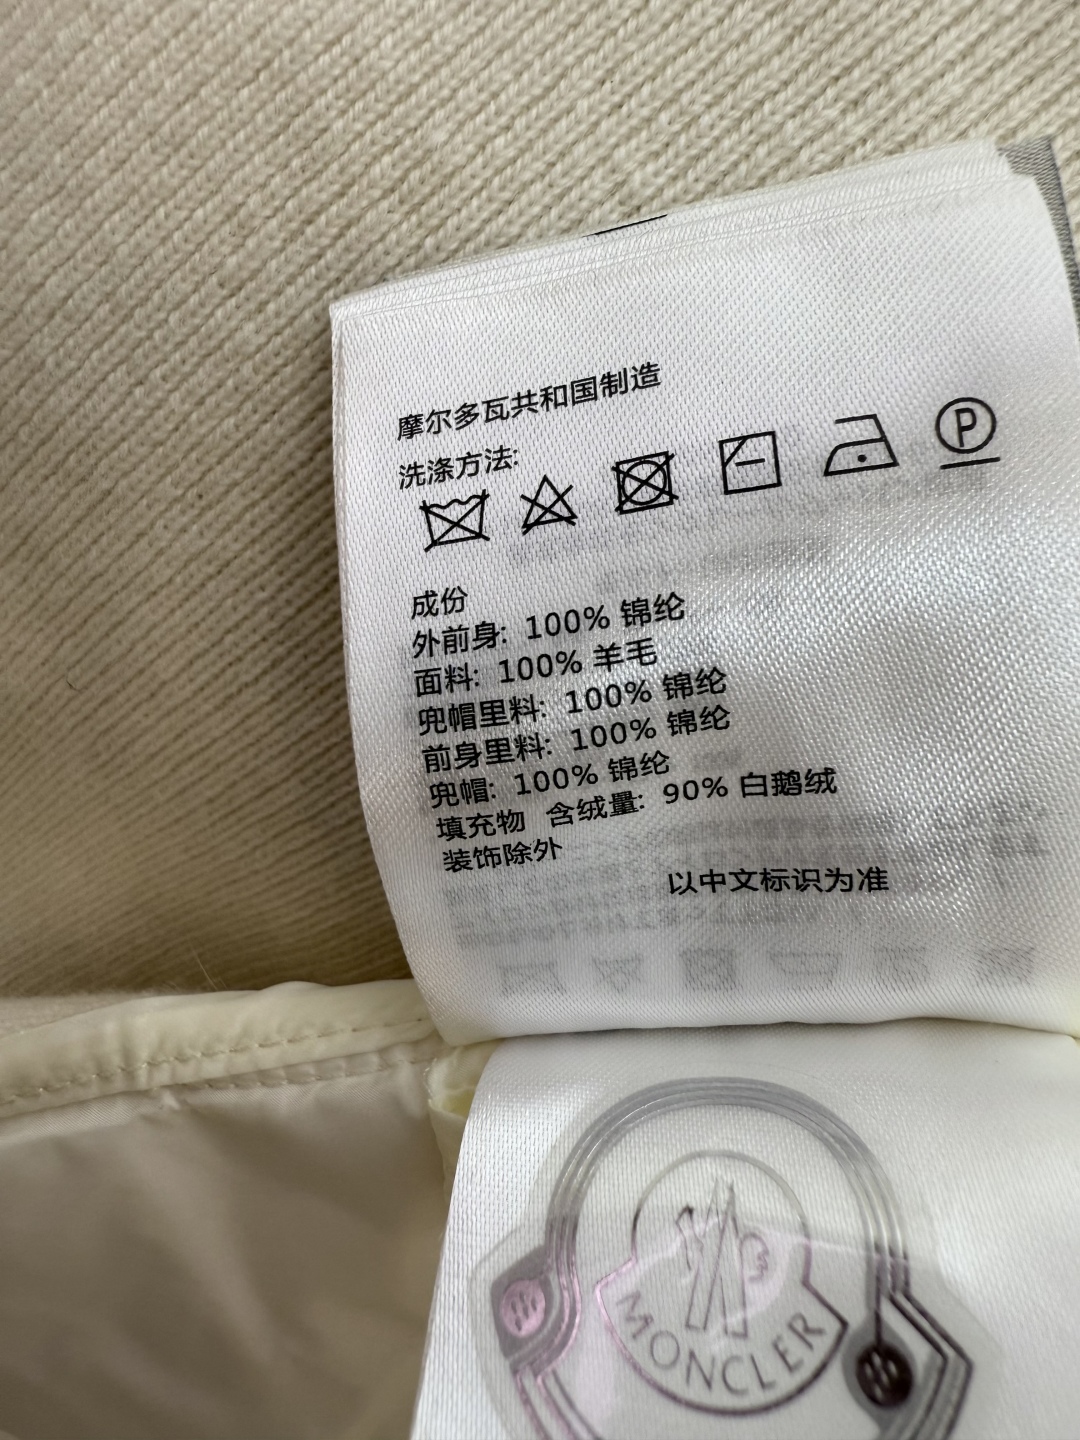 摩尔多瓦共和国制造
洗涤方法:
P
成份
外前身: 100% 锦纶
面料: 100% 羊毛
兜帽里料: 100% 锦纶
前身里料: 100% 锦纶
兜帽: 100% 锦纶
填充物 含绒量: 90% 白鹅绒
装饰除外
以中文标识为准
MONCLER